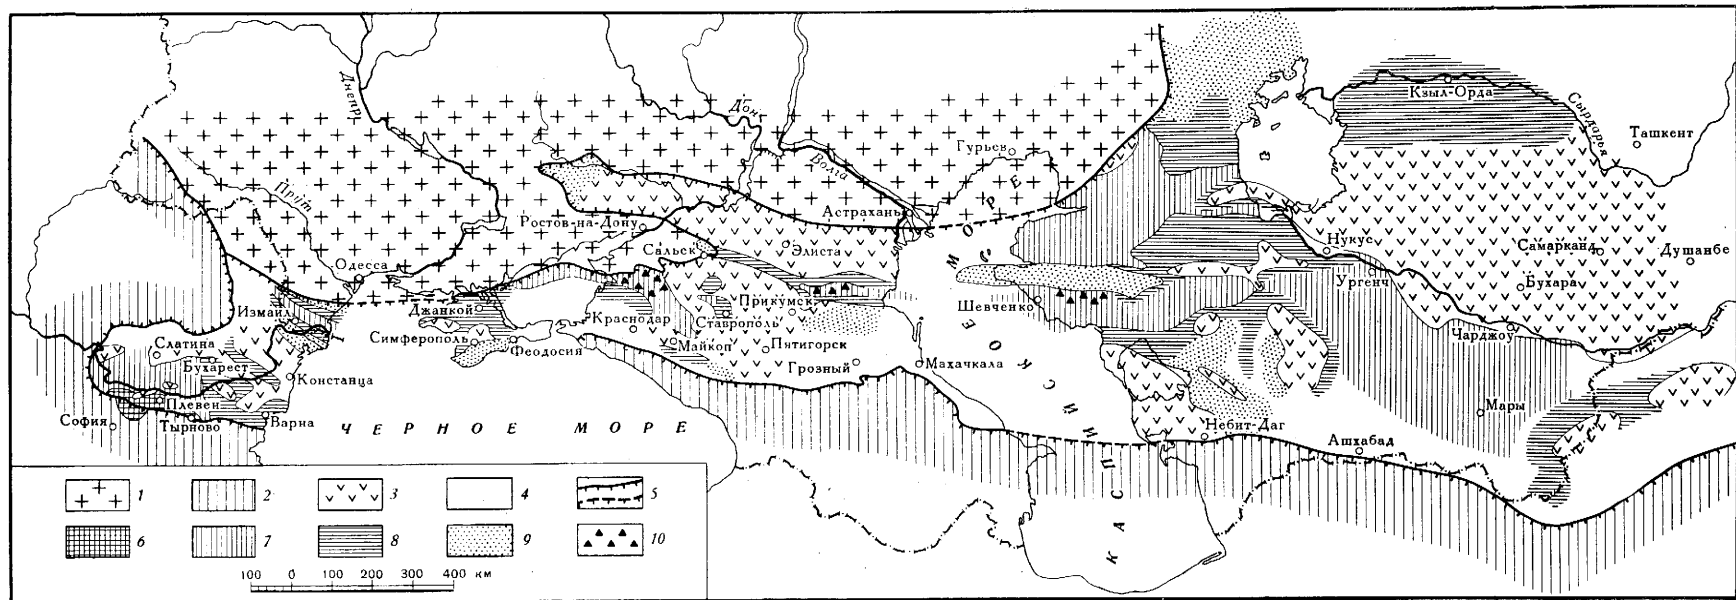 Днепр
Дон
Волга
Прут
Сырдарья
Кзыл-Орда
Ташкент
Гурьев
Астрахань
Ростов-на-Дону
Сальск
Элиста
Нукус
Самарканд
Душанбе
Одесса
Ургенч
Бухара
Измаил
Джанкой
Прикумск
Шевченко
Краснодар
Ставрополь
Чарджоу
Симферополь
Феодосия
Майкоп
Пятигорск
Слатина
Бухарест
Грозный
Махачкала
Констанца
Плевен
София
Тырново
Варна
Мары
Небит-Даг
Ашхабад
ЧЕРНОЕ МОРЕ
КАСПИЙСКОЕ МОРЕ
1 2 3 4 5
6 7 8 9 10
100 0 100 200 300 400 км